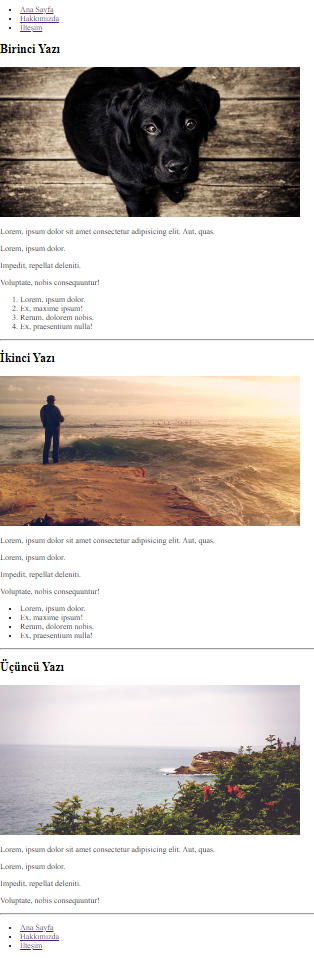 Ana Sayfa
Hakkımızda
İlteşim
Birinci Yazı
Lorem, ipsum dolor sit amet consectetur adipisicing elit. Aut, quas.
Lorem, ipsum dolor.
Impedit, repellat deleniti.
Voluptate, nobis consequuntur!
1. Lorem, ipsum dolor.
2. Ex, maxime ipsum!
3. Rerum, dolorem nobis.
4. Ex, praesentium nulla!
İkinci Yazı
Lorem, ipsum dolor sit amet consectetur adipisicing elit. Aut, quas.
Lorem, ipsum dolor.
Impedit, repellat deleniti.
Voluptate, nobis consequuntur!
Lorem, ipsum dolor.
Ex, maxime ipsum!
Rerum, dolorem nobis.
Ex, praesentium nulla!
Üçüncü Yazı
Lorem, ipsum dolor sit amet consectetur adipisicing elit. Aut, quas.
Lorem, ipsum dolor.
Impedit, repellat deleniti.
Voluptate, nobis consequuntur!
Ana Sayfa
Hakkımızda
İlteşim